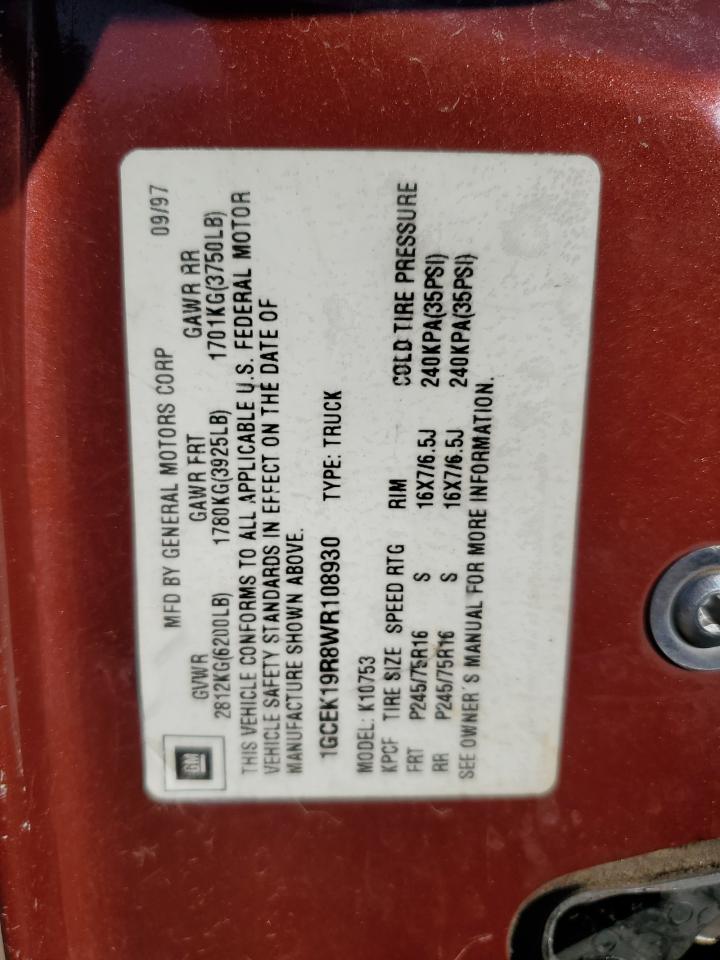 GM
MFD BY GENERAL MOTORS CORP 09/97
GVWR GAWR FRT GAWR RR
2812KG(6200LB) 1780KG(3925LB) 1701KG(3750LB)
THIS VEHICLE CONFORMS TO ALL APPLICABLE U.S. FEDERAL MOTOR
VEHICLE SAFETY STANDARDS IN EFFECT ON THE DATE OF
MANUFACTURE SHOWN ABOVE.
1GCEK19R8WR108930 TYPE: TRUCK
MODEL: K10753
KPCF TIRE SIZE SPEED RTG RIM COLD TIRE PRESSURE
FRT P245/75R16 S 16X7/6.5J 240KPA(35PSI)
RR P245/75R16 S 16X7/6.5J 240KPA(35PSI)
SEE OWNER'S MANUAL FOR MORE INFORMATION.